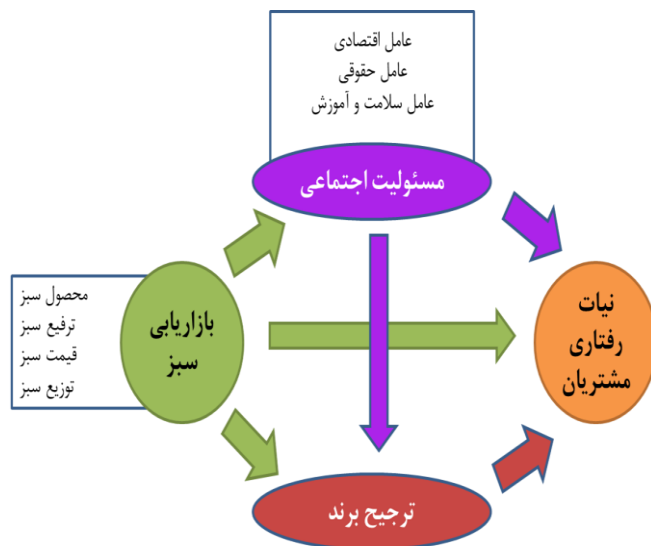 عامل اقتصادی
عامل حقوقی
عامل سلامت و آموزش
مسئولیت اجتماعی
محصول سبز
ترفیع سبز
قیمت سبز
توزیع سبز
بازاریابی
سبز
نیات
رفتاری
مشتریان
ترجیح برند